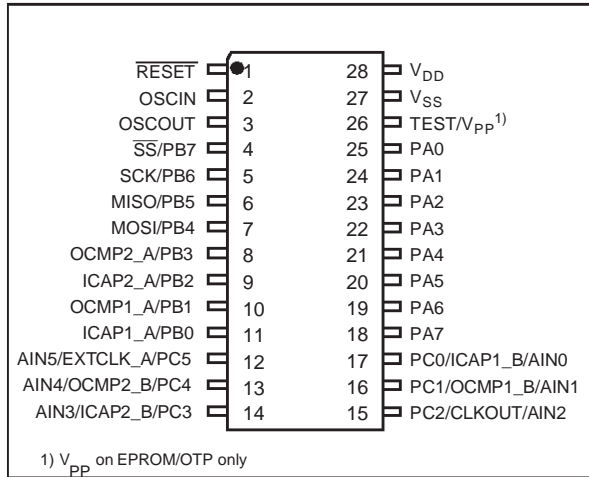 RESET 1 28 VDD
OSCIN 2 27 VSS
OSCOUT 3 26 TEST/VPP1)
SS/PB7 4 25 PA0
SCK/PB6 5 24 PA1
MISO/PB5 6 23 PA2
MOSI/PB4 7 22 PA3
OCMP2_A/PB3 8 21 PA4
ICAP2_A/PB2 9 20 PA5
OCMP1_A/PB1 10 19 PA6
ICAP1_A/PB0 11 18 PA7
AIN5/EXTCLK_A/PC5 12 17 PC0/ICAP1_B/AIN0
AIN4/OCMP2_B/PC4 13 16 PC1/OCMP1_B/AIN1
AIN3/ICAP2_B/PC3 14 15 PC2/CLKOUT/AIN2
1) VPP on EPROM/OTP only